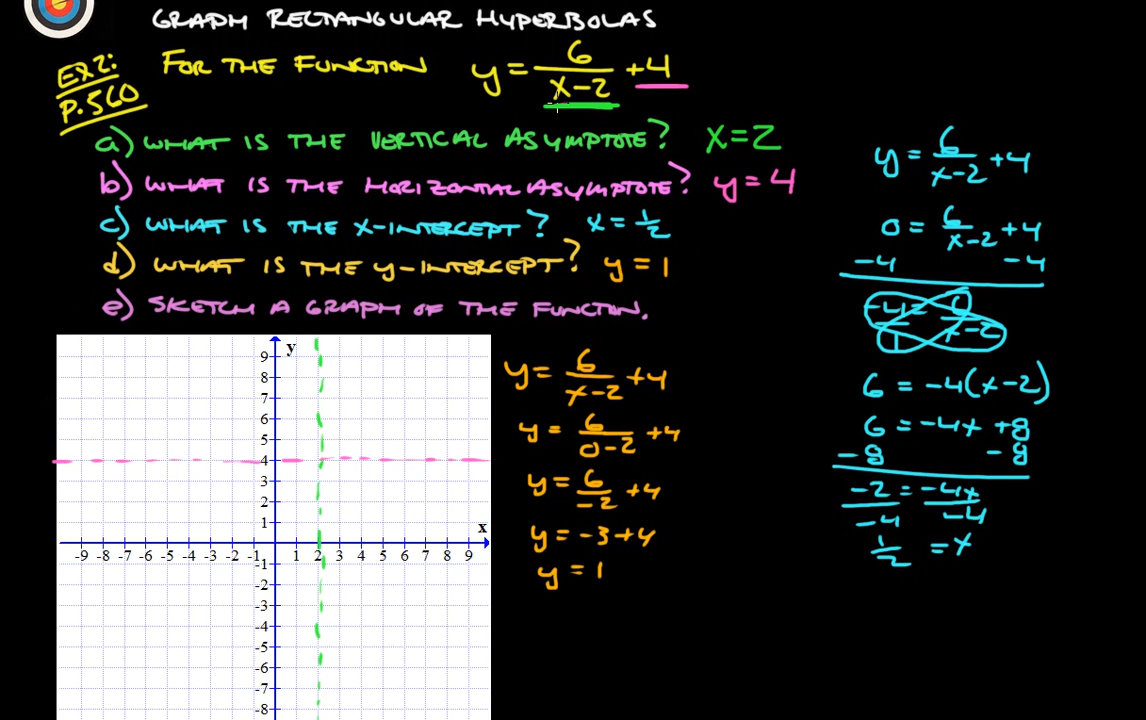 GRAPH RECTANGULAR HYPERBOLAS
EX2:
P.560
FOR THE FUNCTION y = 6/(x-2) +4
a) WHAT IS THE VERTICAL ASYMPTOTE? x=2
b) WHAT IS THE HORIZONTAL ASYMPTOTE? y=4
c) WHAT IS THE X-INTERCEPT? x = 1/2
d) WHAT IS THE y-INTERCEPT? y = 1
e) SKETCH A GRAPH OF THE FUNCTON.
y
9
8
7
6
5
4
3
2
1
x
-9 -8 -7 -6 -5 -4 -3 -2 -1 1 2 3 4 5 6 7 8 9
-1
-2
-3
-4
-5
-6
-7
-8
y = 6/(x-2) +4
y = 6/(0-2) +4
y = 6/-2 +4
y = -3+4
y = 1
y = 6/(x-2) +4
0 = 6/(x-2) +4
-4 -4
-4/1 = 6/(x-2)
6 = -4(x-2)
6 = -4x +8
-8 -8
-2 = -4x
-4 -4
1/2 = x